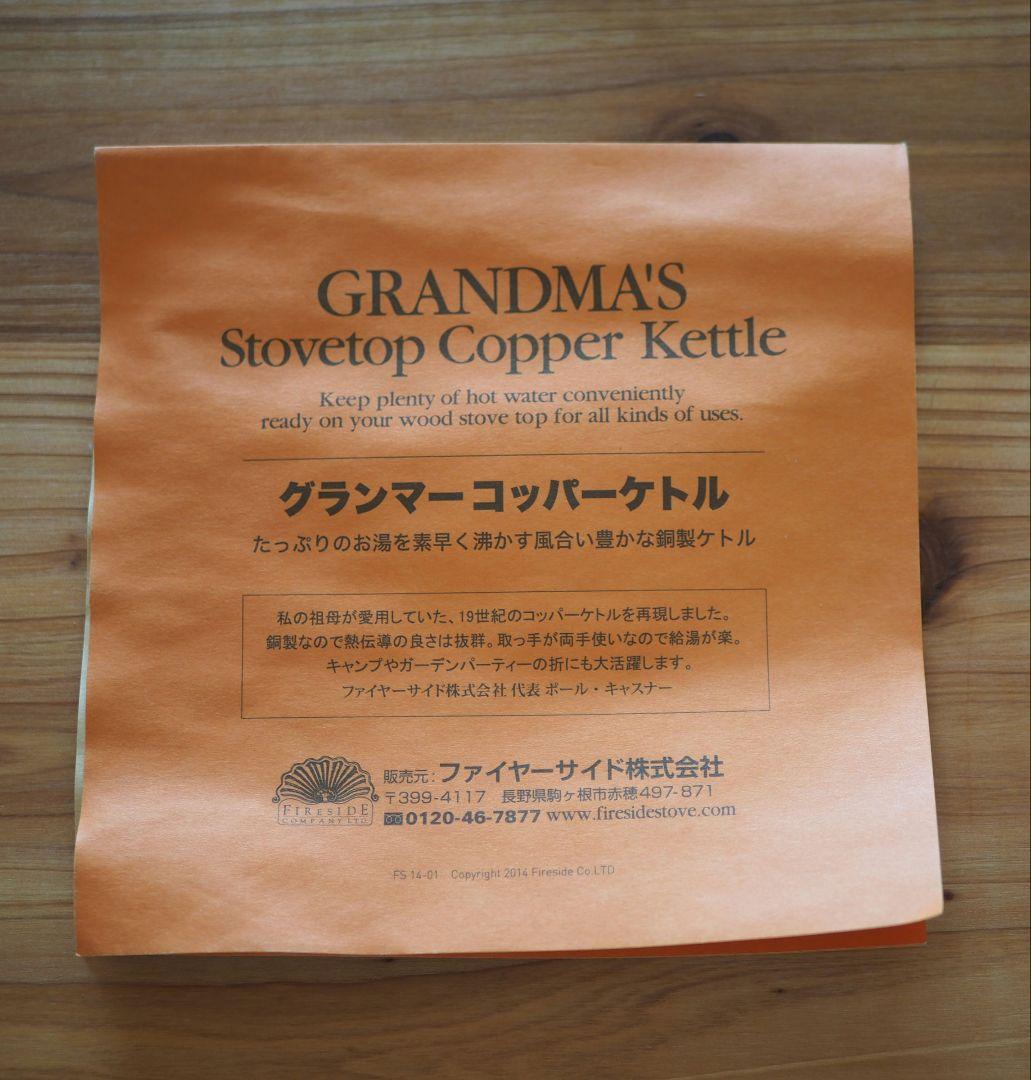 GRANDMA'S
Stovetop Copper Kettle
Keep plenty of hot water conveniently
ready on your wood stove top for all kinds of uses.
グランマーコッパーケトル
たっぷりのお湯を素早く沸かす風合い豊かな銅製ケトル
私の祖母が愛用していた、19世紀のコッパーケトルを再現しました。
銅製なので熱伝導の良さは抜群。取っ手が両手使いなので給湯が楽。
キャンプやガーデンパーティーの折にも大活躍します。
ファイヤーサイド株式会社 代表 ポール・キャスナー
FIRESIDE
COMPANY LTD.
販売元:ファイヤーサイド株式会社
〒399-4117 長野県駒ヶ根市赤穂497-871
0120-46-7877 www.firesidestove.com
FS 14-01 Copyright 2014 Fireside Co.LTD